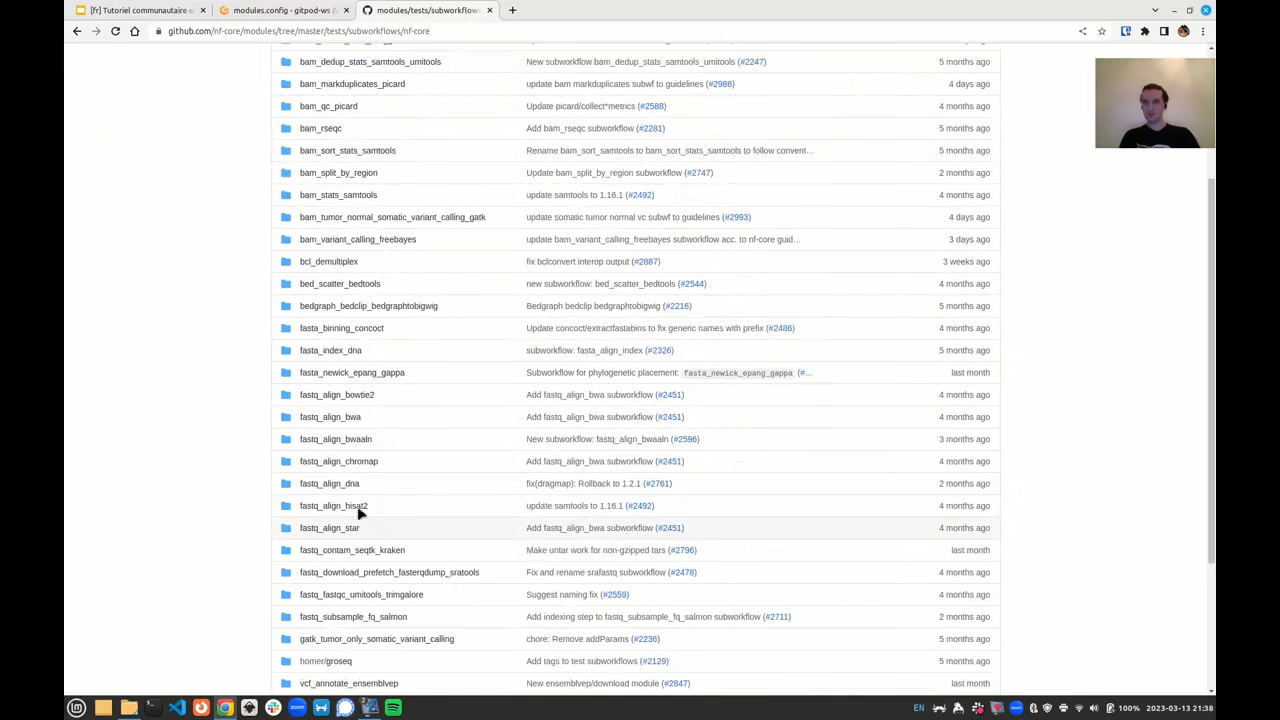 [fr] Tutoriel communautaire e
modules.config - gitpod-ws (
modules/tests/subworkflows/
github.com/nf-core/modules/tree/master/tests/subworkflows/nf-core
bam_dedup_stats_samtools_umitools New subworkflow bam_dedup_stats_samtools_umitools (#2247) 5 months ago
bam_markduplicates_picard update bam markduplicates subwf to guidelines (#2986) 4 days ago
bam_qc_picard Update picard/collect*metrics (#2588) 4 months ago
bam_rseqc Add bam_rseqc subworkflow (#2281) 5 months ago
bam_sort_stats_samtools Rename bam_sort_samtools to bam_sort_stats_samtools to follow convent… 5 months ago
bam_split_by_region Update bam_split_by_region subworkflow (#2747) 2 months ago
bam_stats_samtools update samtools to 1.16.1 (#2492) 4 months ago
bam_tumor_normal_somatic_variant_calling_gatk update somatic tumor normal vc subwf to guidelines (#2993) 4 days ago
bam_variant_calling_freebayes update bam_variant_calling_freebayes subworkflow acc. to nf-core guid… 3 days ago
bcl_demultiplex fix bclconvert interop output (#2887) 3 weeks ago
bed_scatter_bedtools new subworkflow: bed_scatter_bedtools (#2544) 4 months ago
bedgraph_bedclip_bedgraphtobigwig Bedgraph bedclip bedgraphtobigwig (#2216) 5 months ago
fasta_binning_concoct Update concoct/extractfastabins to fix generic names with prefix (#2486) 4 months ago
fasta_index_dna subworkflow: fasta_align_index (#2326) 5 months ago
fasta_newick_epang_gappa Subworkflow for phylogenetic placement: fasta_newick_epang_gappa (#… last month
fastq_align_bowtie2 Add fastq_align_bwa subworkflow (#2451) 4 months ago
fastq_align_bwa Add fastq_align_bwa subworkflow (#2451) 4 months ago
fastq_align_bwaaln New subworkflow: fastq_align_bwaaln (#2596) 3 months ago
fastq_align_chromap Add fastq_align_bwa subworkflow (#2451) 4 months ago
fastq_align_dna fix(dragmap): Rollback to 1.2.1 (#2761) 2 months ago
fastq_align_hisat2 update samtools to 1.16.1 (#2492) 4 months ago
fastq_align_star Add fastq_align_bwa subworkflow (#2451) 4 months ago
fastq_contam_seqtk_kraken Make untar work for non-gzipped tars (#2796) last month
fastq_download_prefetch_fasterqdump_sratools Fix and rename srafastq subworkflow (#2478) 4 months ago
fastq_fastqc_umitools_trimgalore Suggest naming fix (#2559) 4 months ago
fastq_subsample_fq_salmon Add indexing step to fastq_subsample_fq_salmon subworkflow (#2711) 2 months ago
gatk_tumor_only_somatic_variant_calling chore: Remove addParams (#2236) 5 months ago
homer/groseq Add tags to test subworkflows (#2129) 5 months ago
vcf_annotate_ensemblvep New ensemblvep/download module (#2847) last month
EN 100% 2023-03-13 21:38